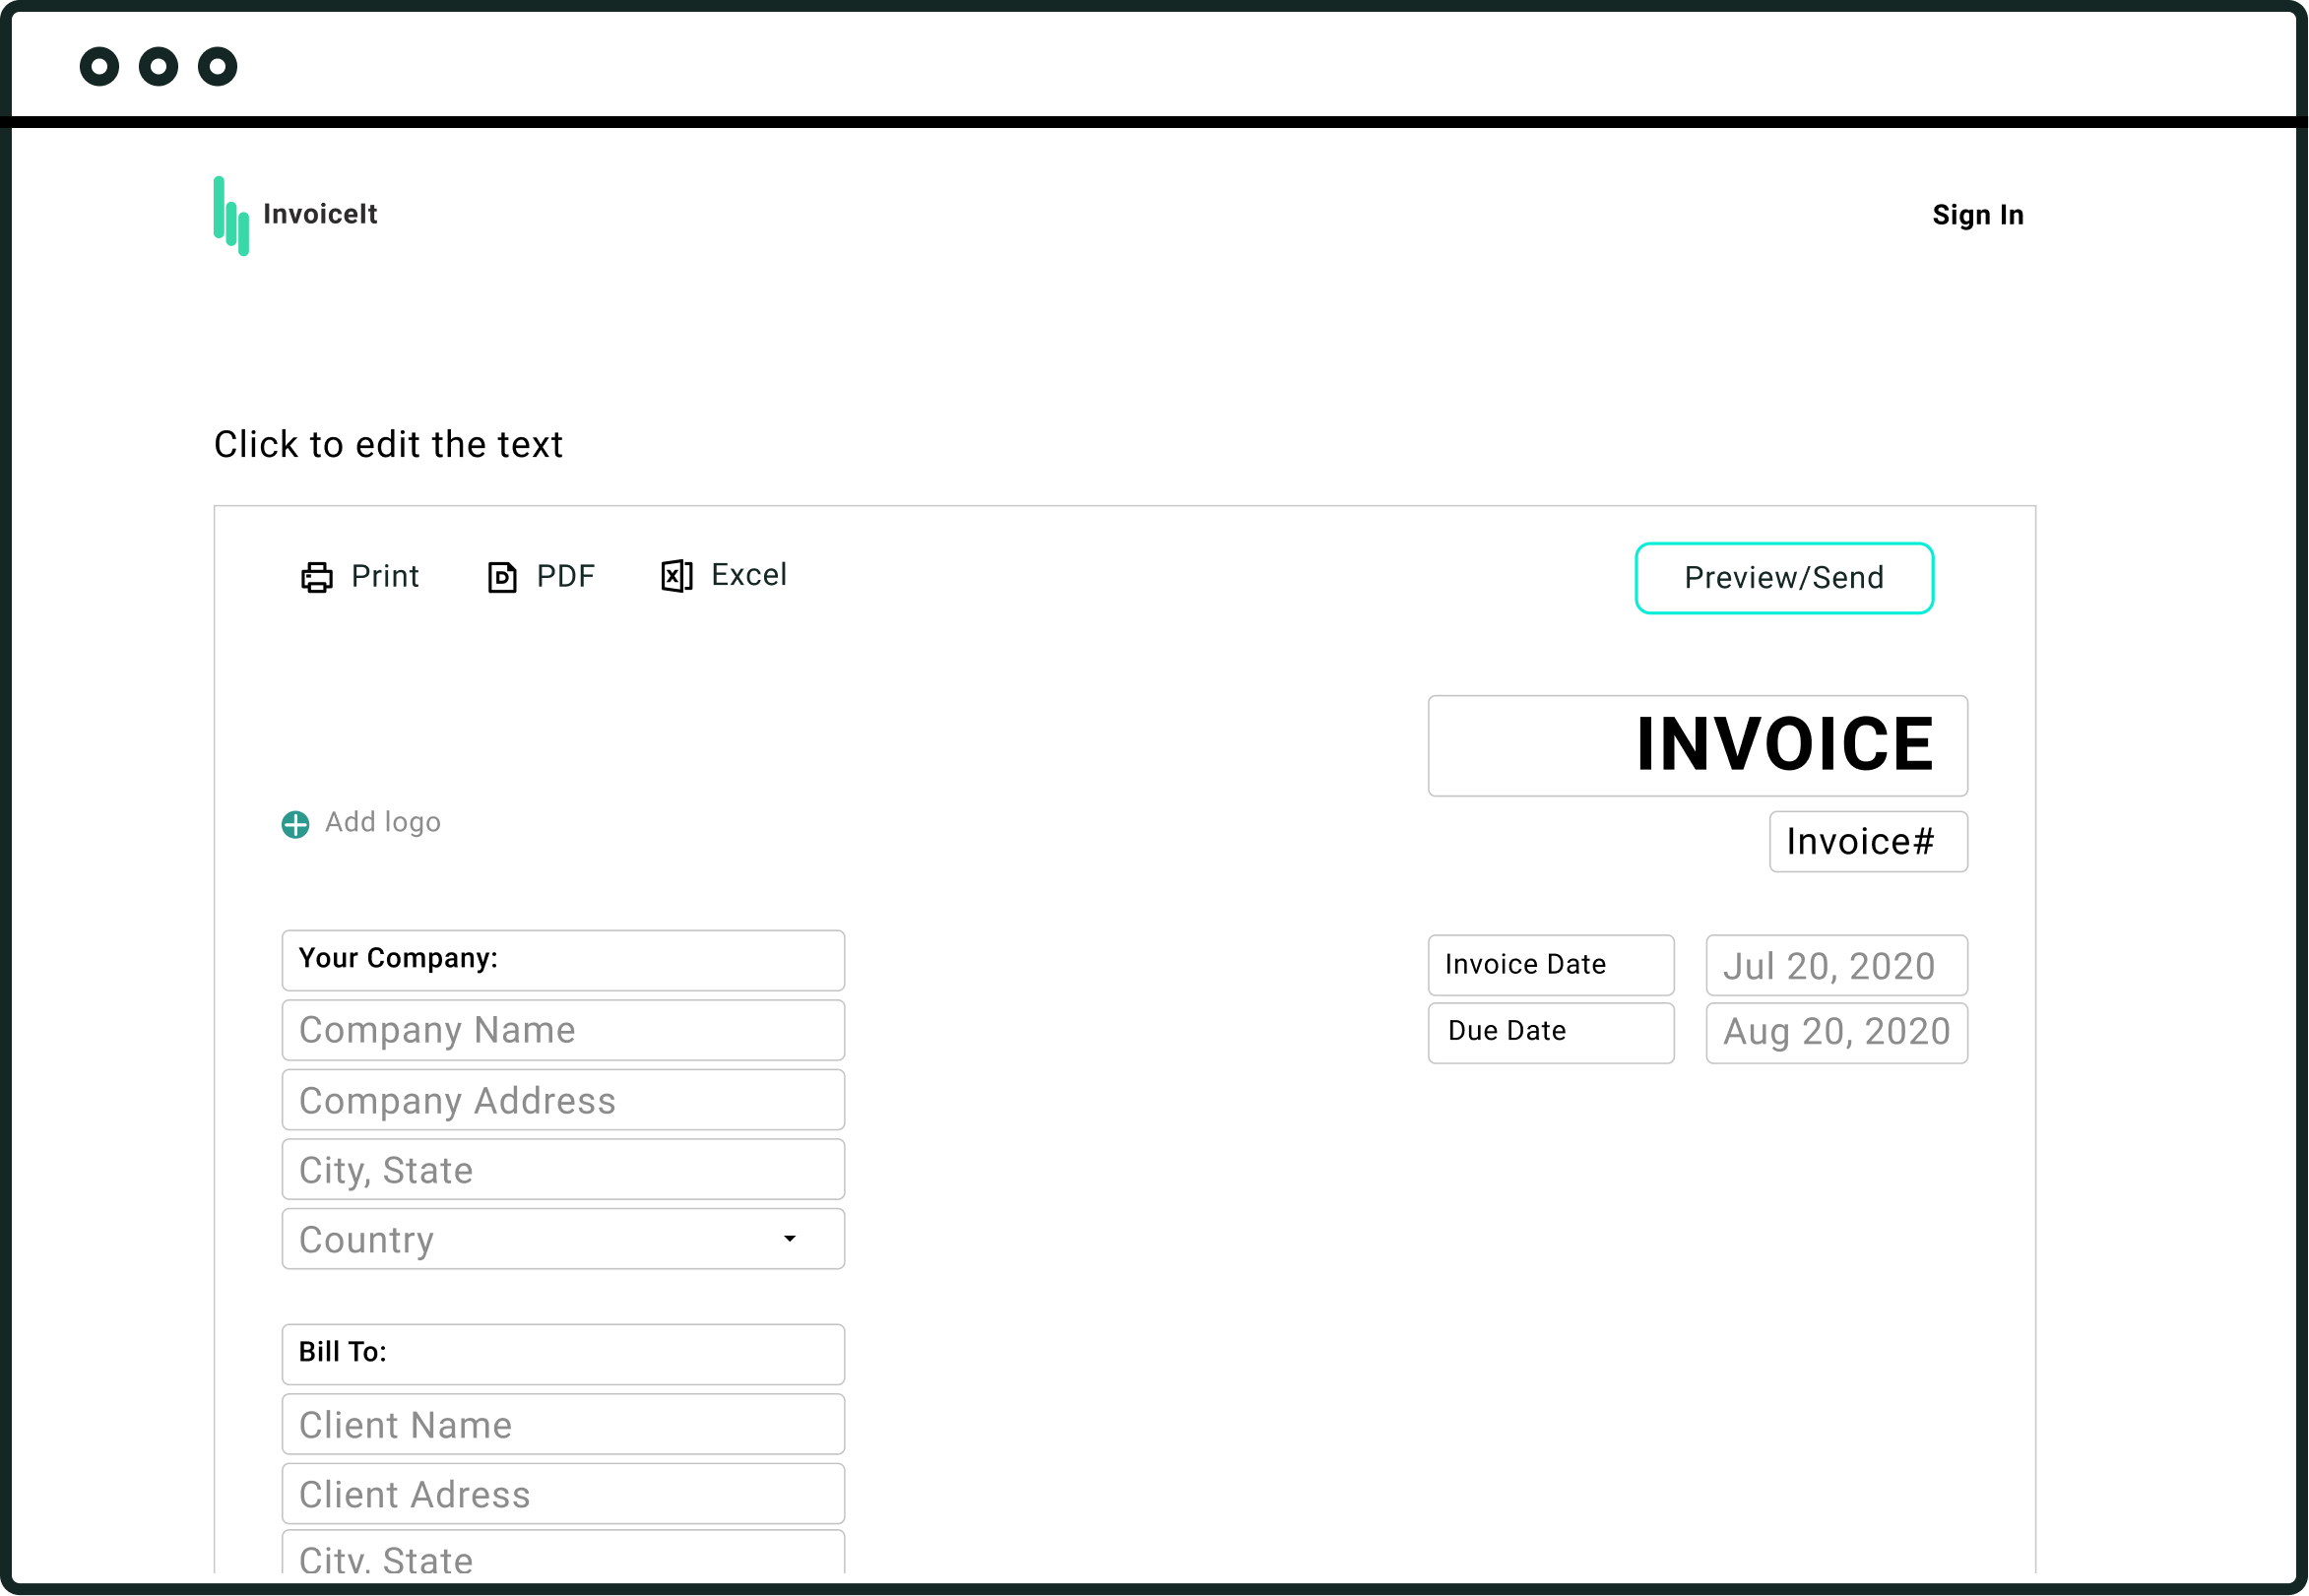 InvoiceIt
Sign In
Click to edit the text
Print PDF Excel
Preview/Send
INVOICE
Add logo
Invoice#
Your Company:
Invoice Date Jul 20, 2020
Company Name
Due Date Aug 20, 2020
Company Address
City, State
Country
Bill To:
Client Name
Client Adress
City, State